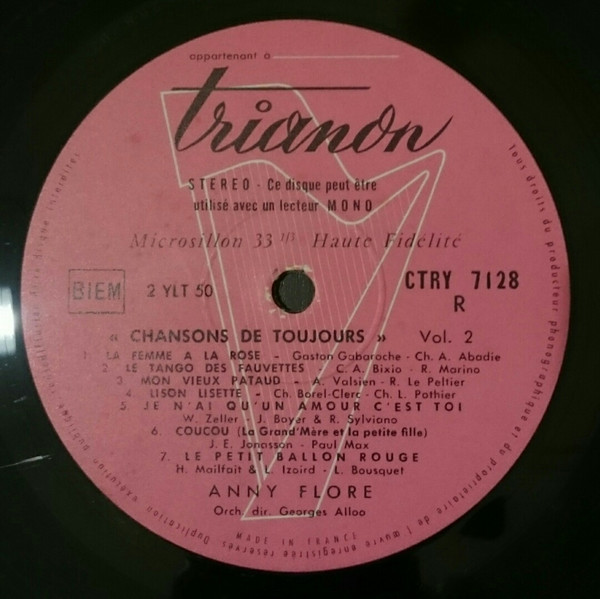 appartenant à
Trianon
STEREO - Ce disque peut être
utilisé avec un lecteur MONO
Microsillon 33 Haute Fidélité
BIEM 2 YLT 50 CTRY 7128
R
« CHANSONS DE TOUJOURS » Vol. 2
1. LA FEMME A LA ROSE - Gaston Gabaroche - Ch. A. Abadie
2. LE TANGO DES FAUVETTES - C. A. Bixio - R. Marino
3. MON VIEUX PATAUD - A. Valsien - R. Le Peltier
4. LISON LISETTE - Ch. Borel-Clerc - Ch. L. Pothier
5. JE N'AI QU'UN AMOUR C'EST TOI
W. Zeller - J. Boyer & R. Sylviano
6. COUCOU (La Grand'Mère et la petite fille)
J. E. Jonasson - Paul Max
7. LE PETIT BALLON ROUGE
H. Mailfait & L. Izoird - L. Bousquet
ANNY FLORE
Orch. dir. Georges Alloo
MADE IN FRANCE
Tous droits du producteur phonographique et du propriétaire de l'œuvre enregistrée réservés
Duplication exécution publique